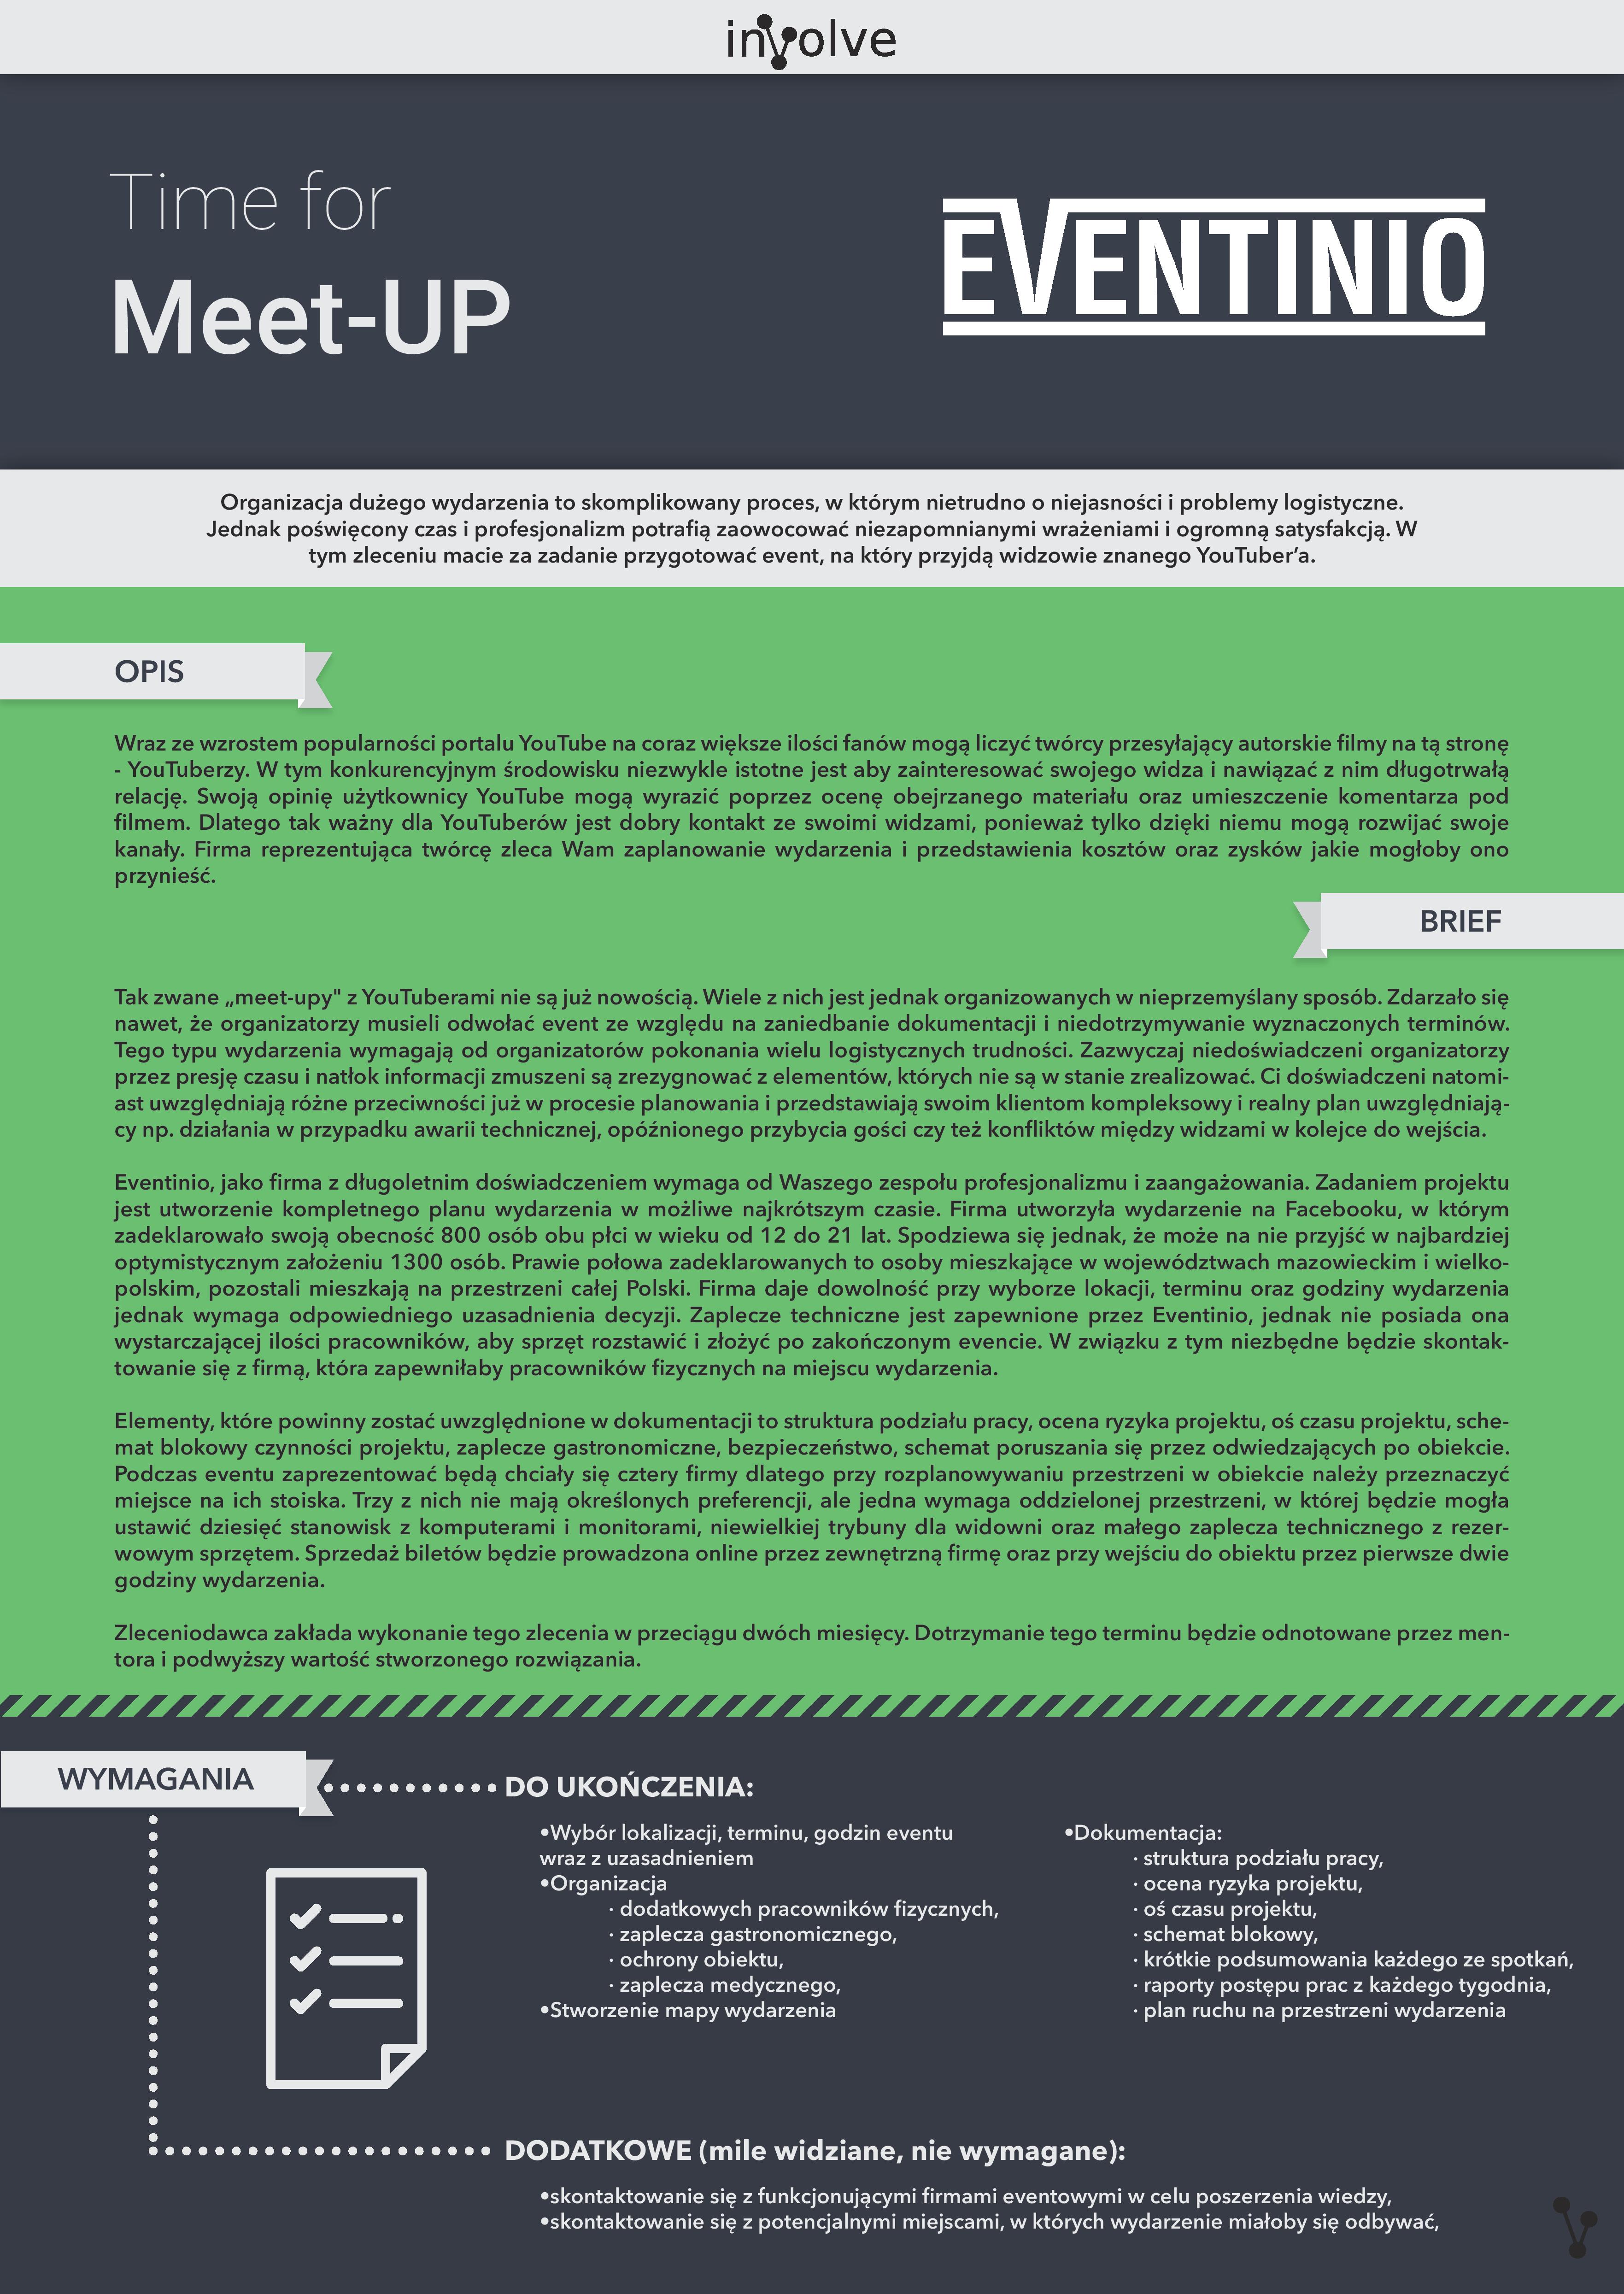 involve
Time for
Meet-UP
EVENTINIO
Organizacja dużego wydarzenia to skomplikowany proces, w którym nietrudno o niejasności i problemy logistyczne.
Jednak poświęcony czas i profesjonalizm potrafią zaowocować niezapomnianymi wrażeniami i ogromną satysfakcją. W
tym zleceniu macie za zadanie przygotować event, na który przyjdą widzowie znanego YouTuber’a.
OPIS
Wraz ze wzrostem popularności portalu YouTube na coraz większe ilości fanów mogą liczyć twórcy przesyłający autorskie filmy na tą stronę
- YouTuberzy. W tym konkurencyjnym środowisku niezwykle istotne jest aby zainteresować swojego widza i nawiązać z nim długotrwałą
relację. Swoją opinię użytkownicy YouTube mogą wyrazić poprzez ocenę obejrzanego materiału oraz umieszczenie komentarza pod
filmem. Dlatego tak ważny dla YouTuberów jest dobry kontakt ze swoimi widzami, ponieważ tylko dzięki niemu mogą rozwijać swoje
kanały. Firma reprezentująca twórcę zleca Wam zaplanowanie wydarzenia i przedstawienia kosztów oraz zysków jakie mogłoby ono
przynieść.
BRIEF
Tak zwane „meet-upy" z YouTuberami nie są już nowością. Wiele z nich jest jednak organizowanych w nieprzemyślany sposób. Zdarzało się
nawet, że organizatorzy musieli odwołać event ze względu na zaniedbanie dokumentacji i niedotrzymywanie wyznaczonych terminów.
Tego typu wydarzenia wymagają od organizatorów pokonania wielu logistycznych trudności. Zazwyczaj niedoświadczeni organizatorzy
przez presję czasu i natłok informacji zmuszeni są zrezygnować z elementów, których nie są w stanie zrealizować. Ci doświadczeni natomi-
ast uwzględniają różne przeciwności już w procesie planowania i przedstawiają swoim klientom kompleksowy i realny plan uwzględniają-
cy np. działania w przypadku awarii technicznej, opóźnionego przybycia gości czy też konfliktów między widzami w kolejce do wejścia.
Eventinio, jako firma z długoletnim doświadczeniem wymaga od Waszego zespołu profesjonalizmu i zaangażowania. Zadaniem projektu
jest utworzenie kompletnego planu wydarzenia w możliwe najkrótszym czasie. Firma utworzyła wydarzenie na Facebooku, w którym
zadeklarowało swoją obecność 800 osób obu płci w wieku od 12 do 21 lat. Spodziewa się jednak, że może na nie przyjść w najbardziej
optymistycznym założeniu 1300 osób. Prawie połowa zadeklarowanych to osoby mieszkające w województwach mazowieckim i wielko-
polskim, pozostali mieszkają na przestrzeni całej Polski. Firma daje dowolność przy wyborze lokacji, terminu oraz godziny wydarzenia
jednak wymaga odpowiedniego uzasadnienia decyzji. Zaplecze techniczne jest zapewnione przez Eventinio, jednak nie posiada ona
wystarczającej ilości pracowników, aby sprzęt rozstawić i złożyć po zakończonym evencie. W związku z tym niezbędne będzie skontak-
towanie się z firmą, która zapewniłaby pracowników fizycznych na miejscu wydarzenia.
Elementy, które powinny zostać uwzględnione w dokumentacji to struktura podziału pracy, ocena ryzyka projektu, oś czasu projektu, sche-
mat blokowy czynności projektu, zaplecze gastronomiczne, bezpieczeństwo, schemat poruszania się przez odwiedzających po obiekcie.
Podczas eventu zaprezentować będą chciały się cztery firmy dlatego przy rozplanowywaniu przestrzeni w obiekcie należy przeznaczyć
miejsce na ich stoiska. Trzy z nich nie mają określonych preferencji, ale jedna wymaga oddzielonej przestrzeni, w której będzie mogła
ustawić dziesięć stanowisk z komputerami i monitorami, niewielkiej trybuny dla widowni oraz małego zaplecza technicznego z rezer-
wowym sprzętem. Sprzedaż biletów będzie prowadzona online przez zewnętrzną firmę oraz przy wejściu do obiektu przez pierwsze dwie
godziny wydarzenia.
Zleceniodawca zakłada wykonanie tego zlecenia w przeciągu dwóch miesięcy. Dotrzymanie tego terminu będzie odnotowane przez men-
tora i podwyższy wartość stworzonego rozwiązania.
WYMAGANIA
DO UKOŃCZENIA:
•Wybór lokalizacji, terminu, godzin eventu
wraz z uzasadnieniem
•Organizacja
· dodatkowych pracowników fizycznych,
· zaplecza gastronomicznego,
· ochrony obiektu,
· zaplecza medycznego,
•Stworzenie mapy wydarzenia
•Dokumentacja:
· struktura podziału pracy,
· ocena ryzyka projektu,
· oś czasu projektu,
· schemat blokowy,
· krótkie podsumowania każdego ze spotkań,
· raporty postępu prac z każdego tygodnia,
· plan ruchu na przestrzeni wydarzenia
DODATKOWE (mile widziane, nie wymagane):
•skontaktowanie się z funkcjonującymi firmami eventowymi w celu poszerzenia wiedzy,
•skontaktowanie się z potencjalnymi miejscami, w których wydarzenie miałoby się odbywać,